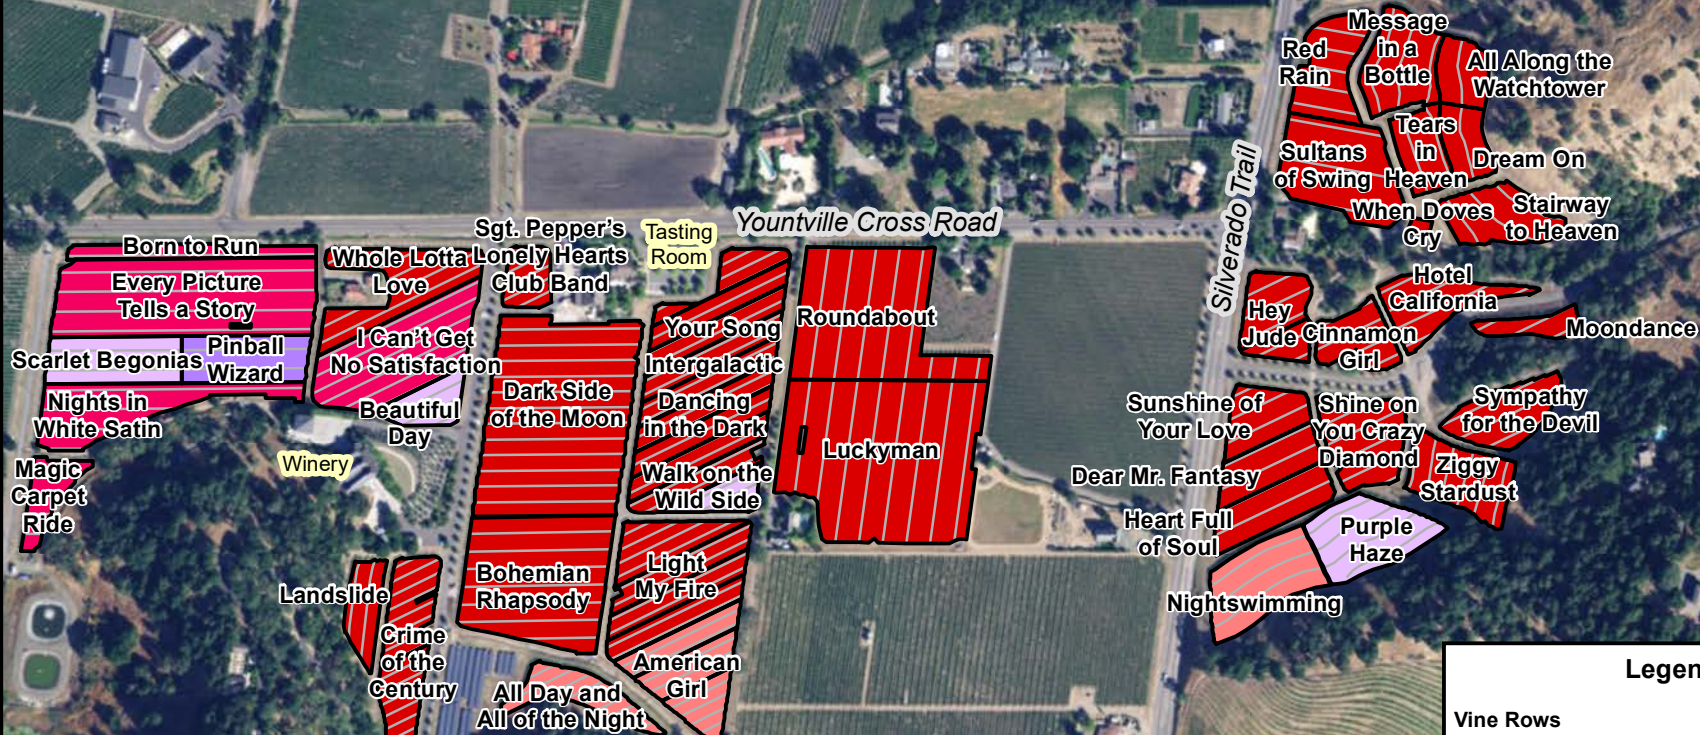 Message
in a
Bottle
Red
Rain
All Along the
Watchtower
Tears
in
Heaven
Sultans
of Swing
Dream On
When Doves
Cry
Stairway
to Heaven
Silverado Trail
Yountville Cross Road
Sgt. Pepper's
Lonely Hearts
Club Band
Tasting
Room
Born to Run
Whole Lotta
Love
Every Picture
Tells a Story
I Can't Get
No Satisfaction
Scarlet Begonias
Pinball
Wizard
Beautiful
Day
Nights in
White Satin
Winery
Magic
Carpet
Ride
Dark Side
of the Moon
Your Song
Intergalactic
Dancing
in the Dark
Walk on the
Wild Side
Roundabout
Luckyman
Hey
Jude
Cinnamon
Girl
Hotel
California
Moondance
Sunshine of
Your Love
Shine on
You Crazy
Diamond
Sympathy
for the Devil
Dear Mr. Fantasy
Ziggy
Stardust
Heart Full
of Soul
Purple
Haze
Nightswimming
Landslide
Crime
of the
Century
Bohemian
Rhapsody
Light
My Fire
American
Girl
All Day and
All of the Night
Legen
Vine Rows